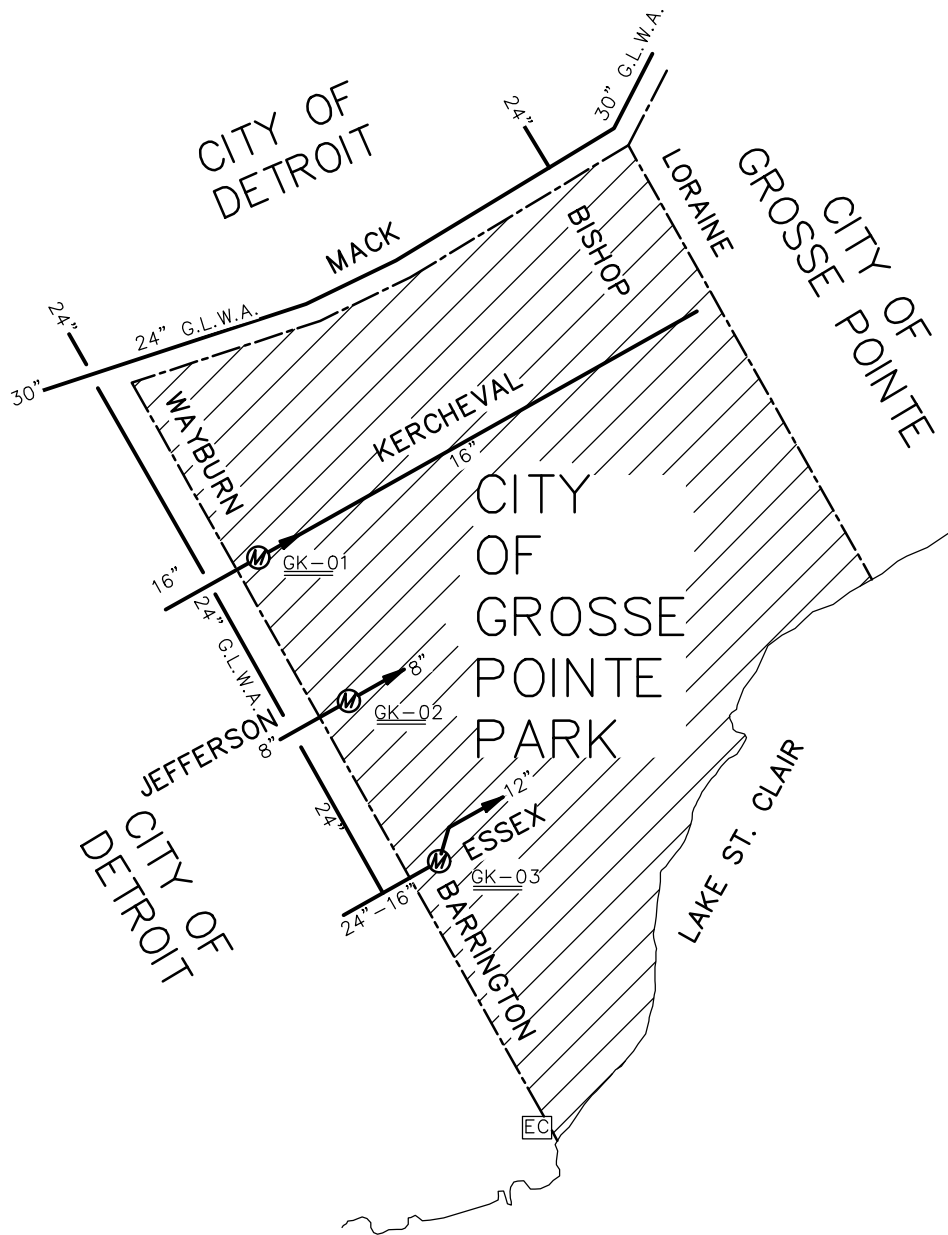 30” G.L.W.A.
24”
CITY OF
DETROIT
LORAINE
CITY OF
GROSSE POINTE
BISHOP
MACK
24”
24” G.L.W.A.
30”
WAYBURN
KERCHEVAL
16”
CITY
OF
GROSSE
POINTE
PARK
M
GK-01
16”
24”
G.L.W.A.
8”
M
GK-02
JEFFERSON
8”
LAKE ST. CLAIR
12”
24”
CITY OF
DETROIT
ESSEX
M
GK-03
24”-16”
BARRINGTON
EC